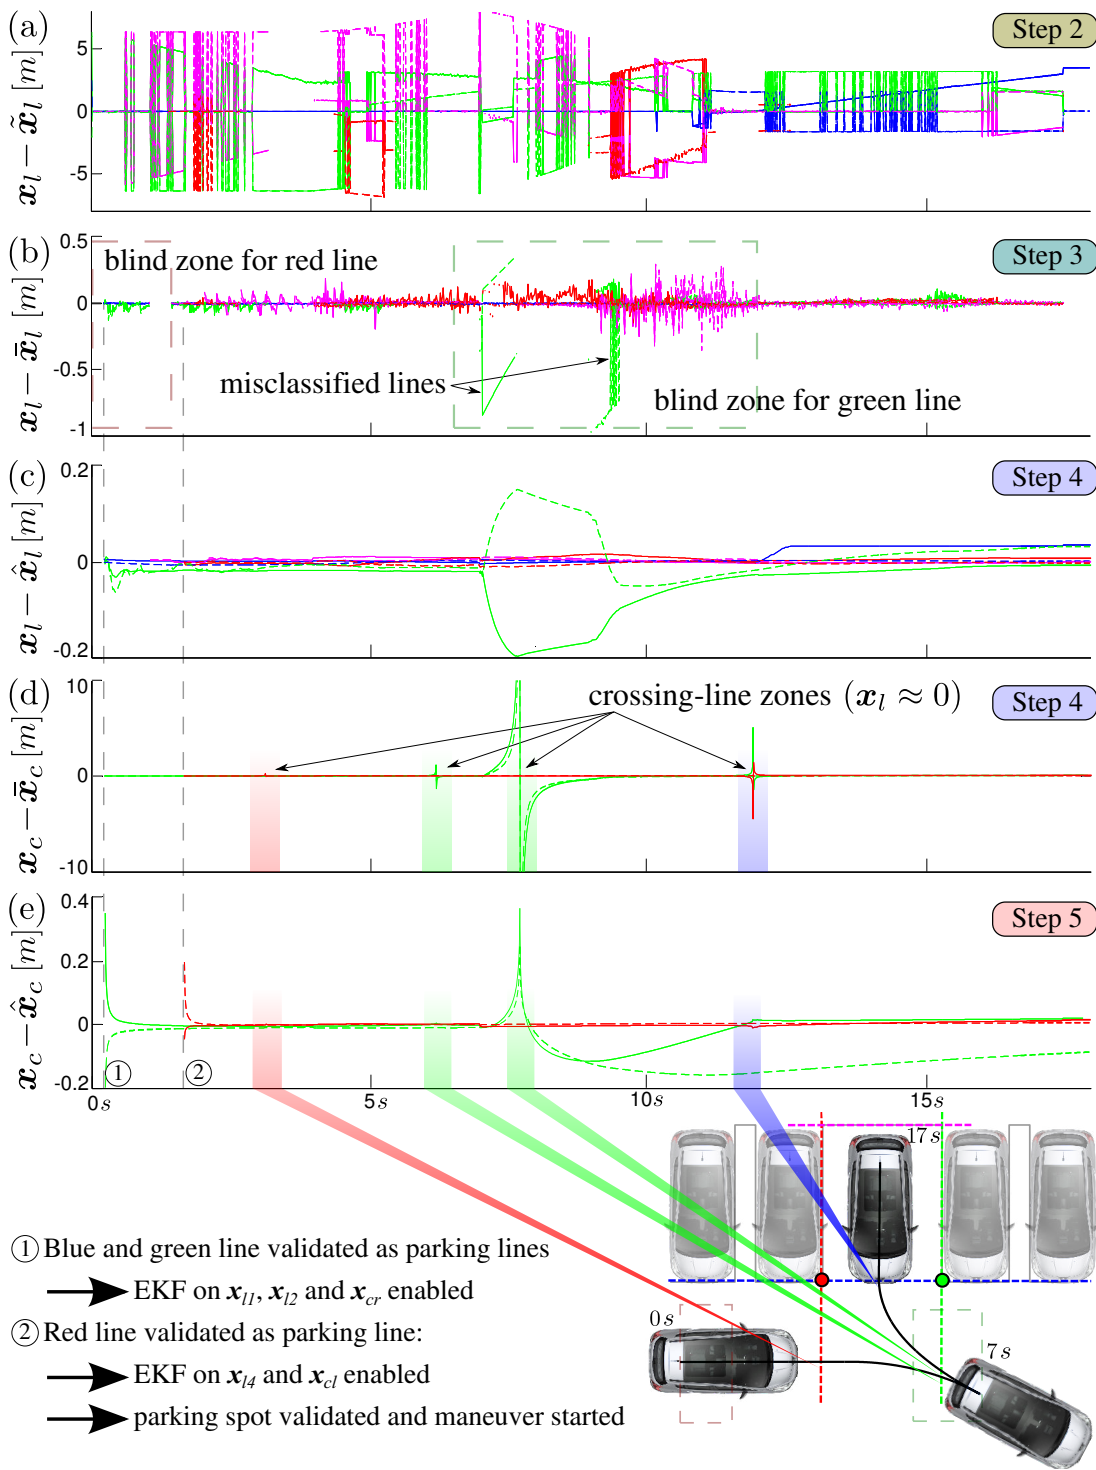 (a)
x_l − x̃_l [m]
5
0
-5
Step 2
(b)
x_l − x̄_l [m]
0.5
0
-0.5
-1
blind zone for red line
Step 3
misclassified lines
blind zone for green line
(c)
x_l − x̂_l [m]
0.2
0
-0.2
Step 4
(d)
x_c − x̄_c [m]
10
0
-10
crossing-line zones (x_l ≈ 0)
Step 4
(e)
x_c − x̂_c [m]
0.4
0.2
0
-0.2
Step 5
① ②
0s 5s 10s 15s
17s
0s
7s
① Blue and green line validated as parking lines
EKF on x_l1, x_l2 and x_cr enabled
② Red line validated as parking line:
EKF on x_l4 and x_cl enabled
parking spot validated and maneuver started